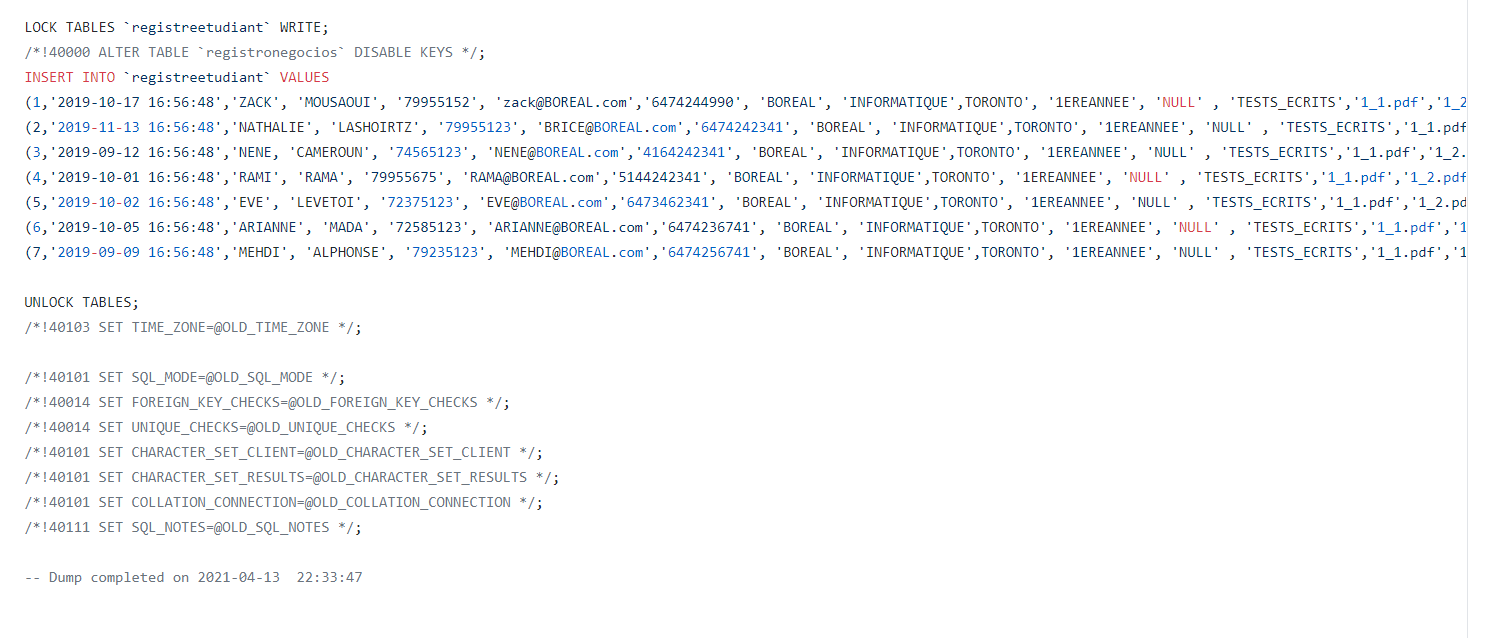 LOCK TABLES `registreetudiant` WRITE;
/*!40000 ALTER TABLE `registronegocios` DISABLE KEYS */;
INSERT INTO `registreetudiant` VALUES
(1,'2019-10-17 16:56:48','ZACK', 'MOUSAOUI', '79955152', 'zack@BOREAL.com','6474244990', 'BOREAL', 'INFORMATIQUE',TORONTO', '1EREANNEE', 'NULL' , 'TESTS_ECRITS','1_1.pdf','1_2
(2,'2019-11-13 16:56:48','NATHALIE', 'LASHOIRTZ', '79955123', 'BRICE@BOREAL.com','6474242341', 'BOREAL', 'INFORMATIQUE',TORONTO', '1EREANNEE', 'NULL' , 'TESTS_ECRITS','1_1.pdf
(3,'2019-09-12 16:56:48','NENE, 'CAMEROUN', '74565123', 'NENE@BOREAL.com','4164242341', 'BOREAL', 'INFORMATIQUE',TORONTO', '1EREANNEE', 'NULL' , 'TESTS_ECRITS','1_1.pdf','1_2.
(4,'2019-10-01 16:56:48','RAMI', 'RAMA', '79955675', 'RAMA@BOREAL.com','5144242341', 'BOREAL', 'INFORMATIQUE',TORONTO', '1EREANNEE', 'NULL' , 'TESTS_ECRITS','1_1.pdf','1_2.pdf
(5,'2019-10-02 16:56:48','EVE', 'LEVETOI', '72375123', 'EVE@BOREAL.com','6473462341', 'BOREAL', 'INFORMATIQUE',TORONTO', '1EREANNEE', 'NULL' , 'TESTS_ECRITS','1_1.pdf','1_2.pd
(6,'2019-10-05 16:56:48','ARIANNE', 'MADA', '72585123', 'ARIANNE@BOREAL.com','6474236741', 'BOREAL', 'INFORMATIQUE',TORONTO', '1EREANNEE', 'NULL' , 'TESTS_ECRITS','1_1.pdf','1
(7,'2019-09-09 16:56:48','MEHDI', 'ALPHONSE', '79235123', 'MEHDI@BOREAL.com','6474256741', 'BOREAL', 'INFORMATIQUE',TORONTO', '1EREANNEE', 'NULL' , 'TESTS_ECRITS','1_1.pdf','1
UNLOCK TABLES;
/*!40103 SET TIME_ZONE=@OLD_TIME_ZONE */;
/*!40101 SET SQL_MODE=@OLD_SQL_MODE */;
/*!40014 SET FOREIGN_KEY_CHECKS=@OLD_FOREIGN_KEY_CHECKS */;
/*!40014 SET UNIQUE_CHECKS=@OLD_UNIQUE_CHECKS */;
/*!40101 SET CHARACTER_SET_CLIENT=@OLD_CHARACTER_SET_CLIENT */;
/*!40101 SET CHARACTER_SET_RESULTS=@OLD_CHARACTER_SET_RESULTS */;
/*!40101 SET COLLATION_CONNECTION=@OLD_COLLATION_CONNECTION */;
/*!40111 SET SQL_NOTES=@OLD_SQL_NOTES */;
-- Dump completed on 2021-04-13  22:33:47